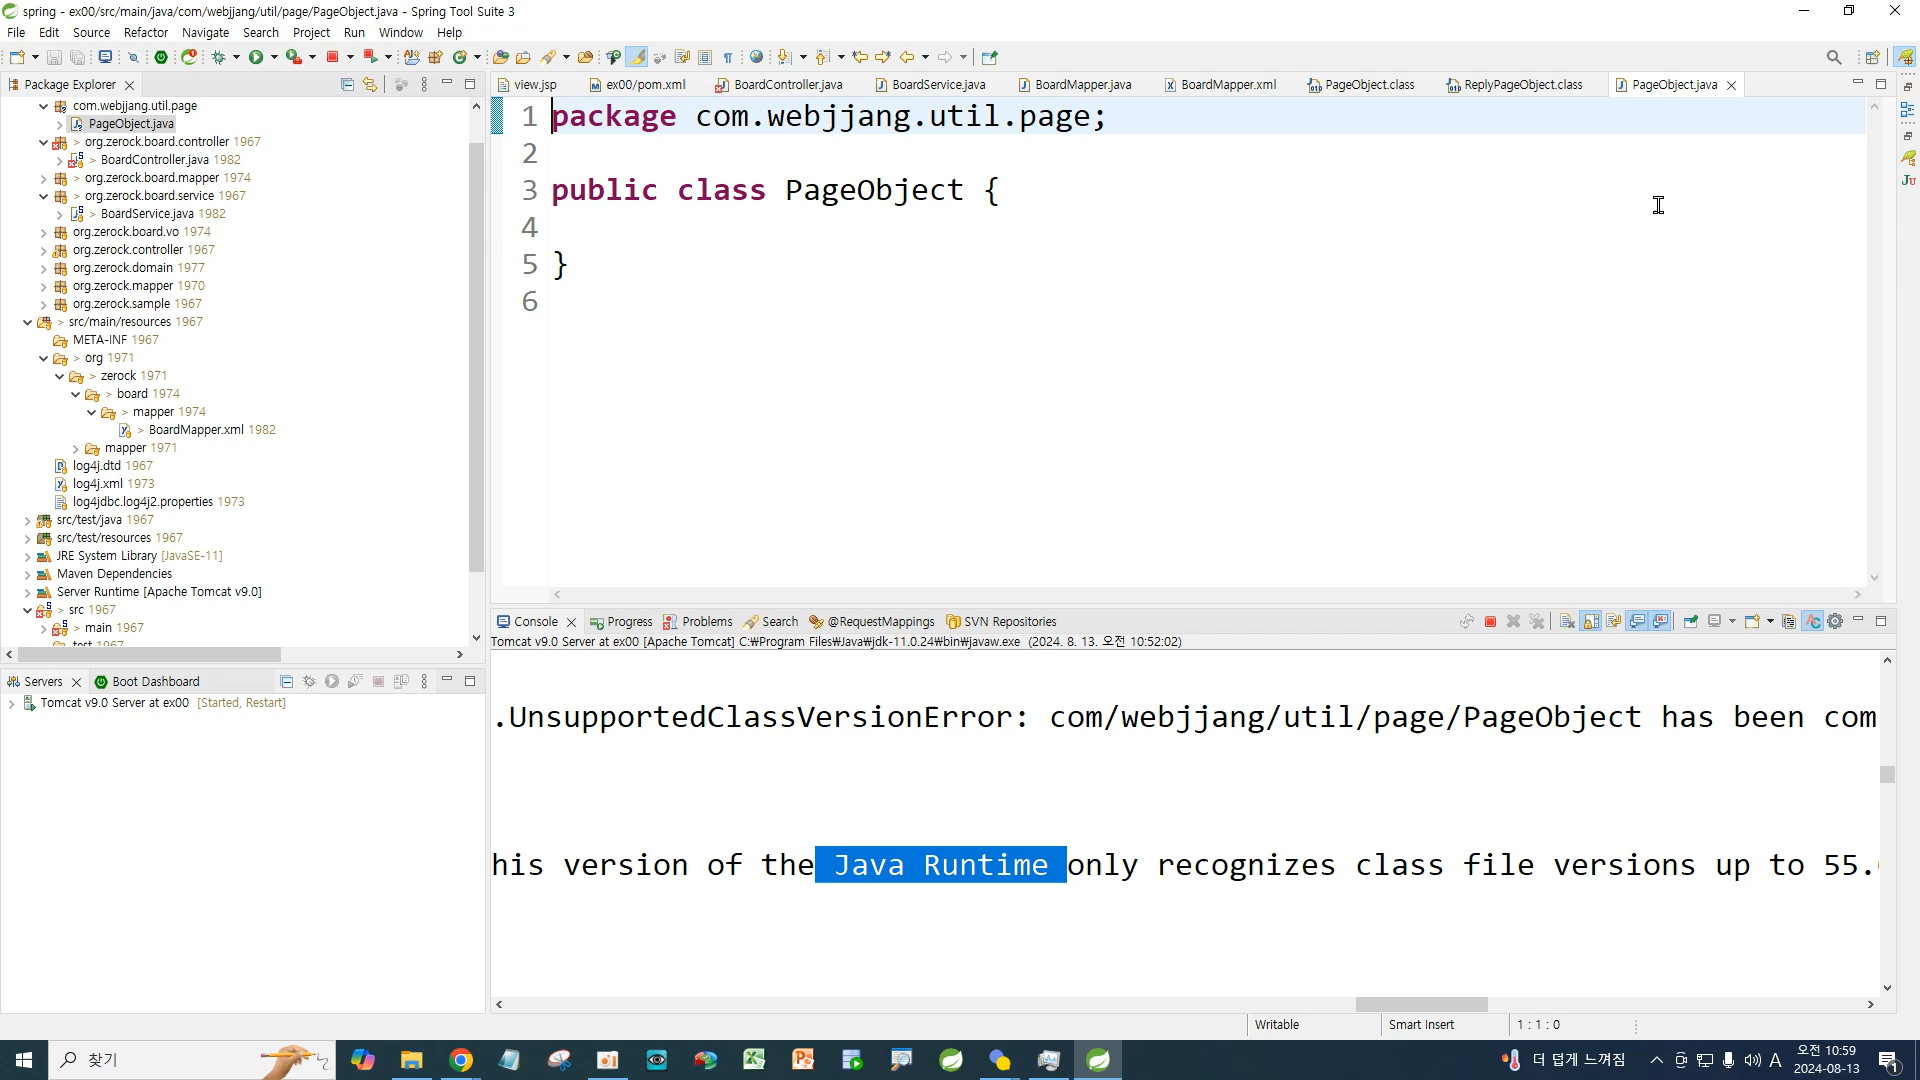 spring - ex00/src/main/java/com/webjjang/util/page/PageObject.java - Spring Tool Suite 3
File Edit Source Refactor Navigate Search Project Run Window Help
Package Explorer
com.webjjang.util.page
PageObject.java
> org.zerock.board.controller 1967
> BoardController.java 1982
> org.zerock.board.mapper 1974
> org.zerock.board.service 1967
> BoardService.java 1982
org.zerock.board.vo 1974
org.zerock.controller 1967
org.zerock.domain 1977
org.zerock.mapper 1970
org.zerock.sample 1967
> src/main/resources 1967
META-INF 1967
> org 1971
> zerock 1971
> board 1974
> mapper 1974
> BoardMapper.xml 1982
mapper 1971
log4j.dtd 1967
log4j.xml 1973
log4jdbc.log4j2.properties 1973
src/test/java 1967
src/test/resources 1967
JRE System Library [JavaSE-11]
Maven Dependencies
Server Runtime [Apache Tomcat v9.0]
> src 1967
> main 1967
test 1967
view.jsp ex00/pom.xml BoardController.java BoardService.java BoardMapper.java BoardMapper.xml PageObject.class ReplyPageObject.class PageObject.java
1 package com.webjjang.util.page;
2
3 public class PageObject {
4
5 }
6
Servers Boot Dashboard
Tomcat v9.0 Server at ex00 [Started, Restart]
Console Progress Problems Search @RequestMappings SVN Repositories
Tomcat v9.0 Server at ex00 [Apache Tomcat] C:₩Program Files₩Java₩jdk-11.0.24₩bin₩javaw.exe (2024. 8. 13. 오전 10:52:02)
.UnsupportedClassVersionError: com/webjjang/util/page/PageObject has been com
his version of the Java Runtime only recognizes class file versions up to 55.
Writable Smart Insert 1 : 1 : 0
찾기
더 덥게 느껴짐
A
오전 10:59
2024-08-13
1